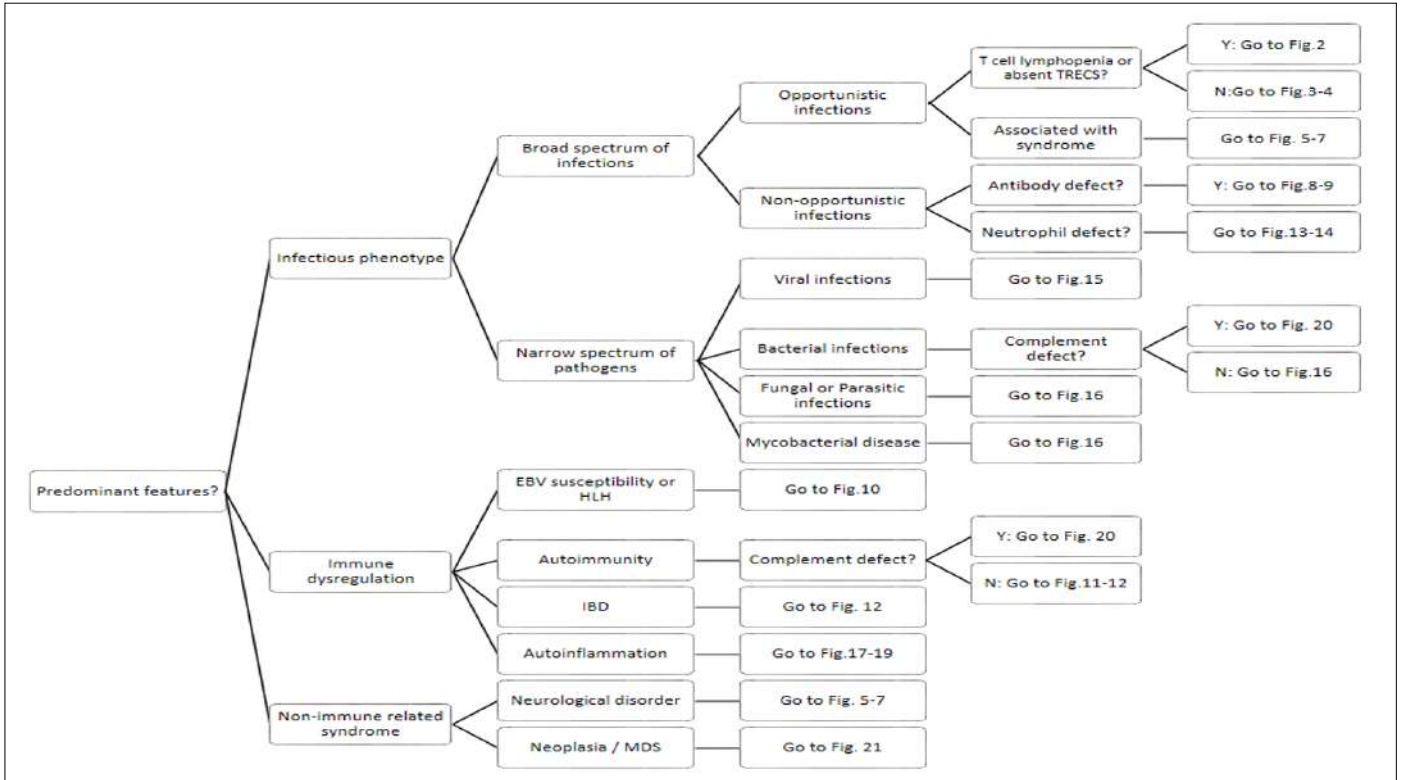 Predominant features?
Infectious phenotype
Broad spectrum of
infections
Opportunistic
infections
T cell lymphopenia or
absent TRECS?
Y: Go to Fig.2
N:Go to Fig.3-4
Associated with
syndrome
Go to Fig. 5-7
Non-opportunistic
infections
Antibody defect?
Y: Go to Fig.8-9
Neutrophil defect?
Go to Fig.13-14
Narrow spectrum of
pathogens
Viral infections
Go to Fig.15
Bacterial infections
Complement
defect?
Y: Go to Fig. 20
N: Go to Fig.16
Fungal or Parasitic
infections
Go to Fig.16
Mycobacterial disease
Go to Fig.16
Immune
dysregulation
EBV susceptibility or
HLH
Go to Fig.10
Autoimmunity
Complement defect?
Y: Go to Fig. 20
N: Go to Fig.11-12
IBD
Go to Fig. 12
Autoinflammation
Go to Fig.17-19
Non-immune related
syndrome
Neurological disorder
Go to Fig. 5-7
Neoplasia / MDS
Go to Fig. 21